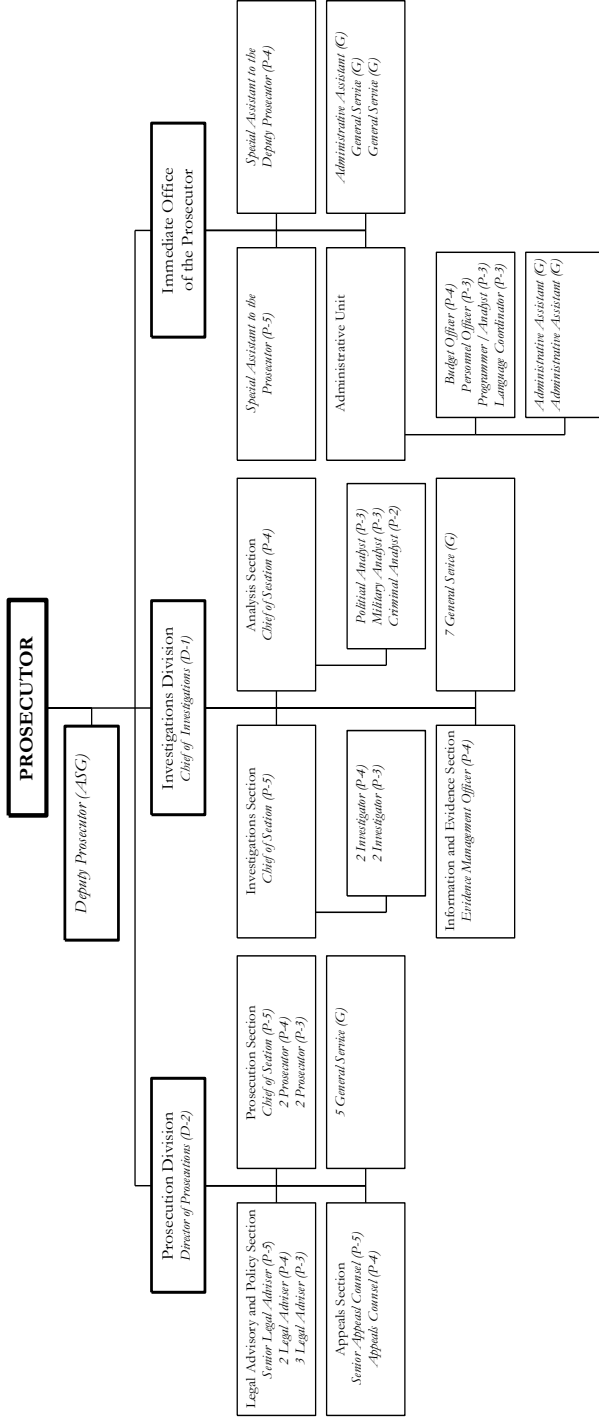 PROSECUTOR
Deputy Prosecutor (ASG)
Prosecution Division
Director of Prosecutions (D-2)
Legal Advisory and Policy Section
Senior Legal Adviser (P-5)
2 Legal Adviser (P-4)
3 Legal Adviser (P-3)
Prosecution Section
Chief of Section (P-5)
2 Prosecutor (P-4)
2 Prosecutor (P-3)
Appeals Section
Senior Appeasl Counsel (P-5)
Appeals Counsel (P-4)
5 General Service (G)
Investigations Division
Chief of Investigations (D-1)
Investigations Section
Chief of Section (P-5)
2 Investigator (P-4)
2 Investigator (P-3)
Analysis Section
Chief of Section (P-4)
Political Analyst (P-3)
Military Analyst (P-3)
Criminal Analyst (P-2)
Information and Evidence Section
Evidence Management Officer (P-4)
7 General Sevice (G)
Immediate Office
of the Prosecutor
Special Assistant to the
Prosecutor (P-5)
Special Assistant to the
Deputy Prosecutor (P-4)
Administrative Unit
Administrative Assistant (G)
General Service (G)
General Service (G)
Budget Officer (P-4)
Personnel Officer (P-3)
Programmer / Analyst (P-3)
Language Coordinator (P-3)
Administrative Assistant (G)
Administrative Assistant (G)